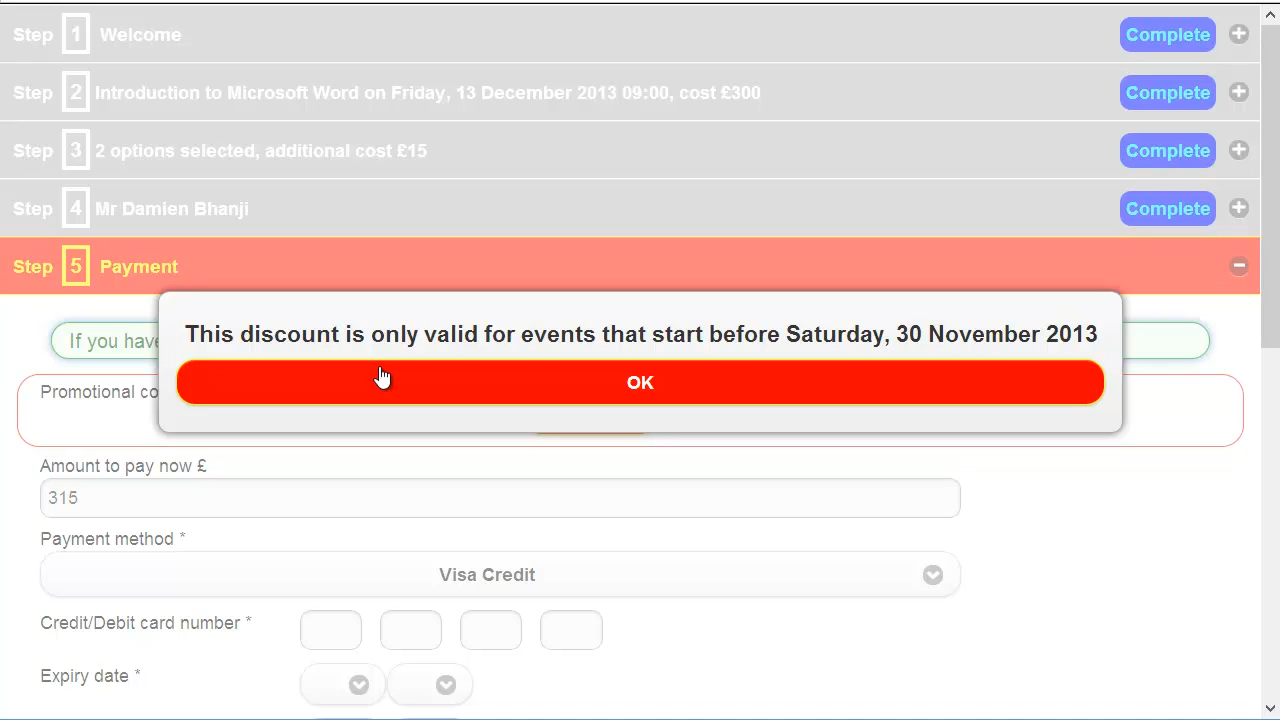 Step 1 Welcome Complete
Step 2 Introduction to Microsoft Word on Friday, 13 December 2013 09:00, cost £300 Complete
Step 3 2 options selected, additional cost £15 Complete
Step 4 Mr Damien Bhanji Complete
Step 5 Payment
This discount is only valid for events that start before Saturday, 30 November 2013
If you have
OK
Promotional co
Amount to pay now £
315
Payment method *
Visa Credit
Credit/Debit card number *
Expiry date *